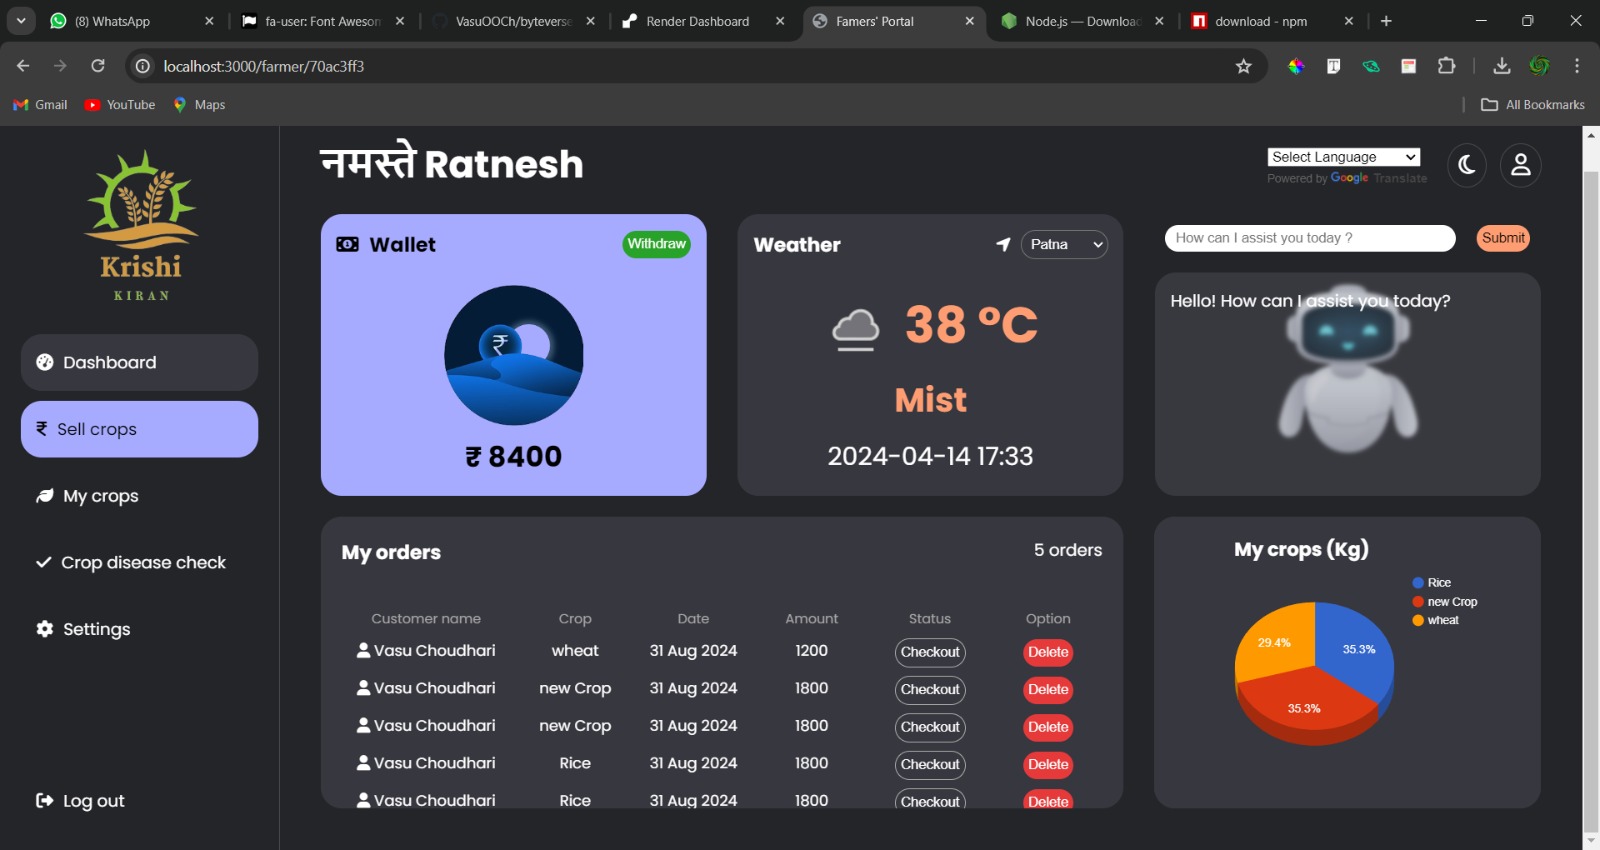 (8) WhatsApp
fa-user: Font Awesom
VasuOOCh/byteverse
Render Dashboard
Famers' Portal
Node.js — Download
download - npm
localhost:3000/farmer/70ac3ff3
Gmail
YouTube
Maps
All Bookmarks
Krishi
KIRAN
Dashboard
₹ Sell crops
My crops
Crop disease check
Settings
Log out
नमस्ते Ratnesh
Select Language
Powered by Google Translate
Wallet
Withdraw
₹
₹ 8400
Weather
Patna
38 °C
Mist
2024-04-14 17:33
How can I assist you today ?
Submit
Hello! How can I assist you today?
My orders
5 orders
Customer name Crop Date Amount Status Option
Vasu Choudhari wheat 31 Aug 2024 1200 Checkout Delete
Vasu Choudhari new Crop 31 Aug 2024 1800 Checkout Delete
Vasu Choudhari new Crop 31 Aug 2024 1800 Checkout Delete
Vasu Choudhari Rice 31 Aug 2024 1800 Checkout Delete
Vasu Choudhari Rice 31 Aug 2024 1800 Checkout Delete
My crops (Kg)
Rice
new Crop
wheat
29.4%
35.3%
35.3%